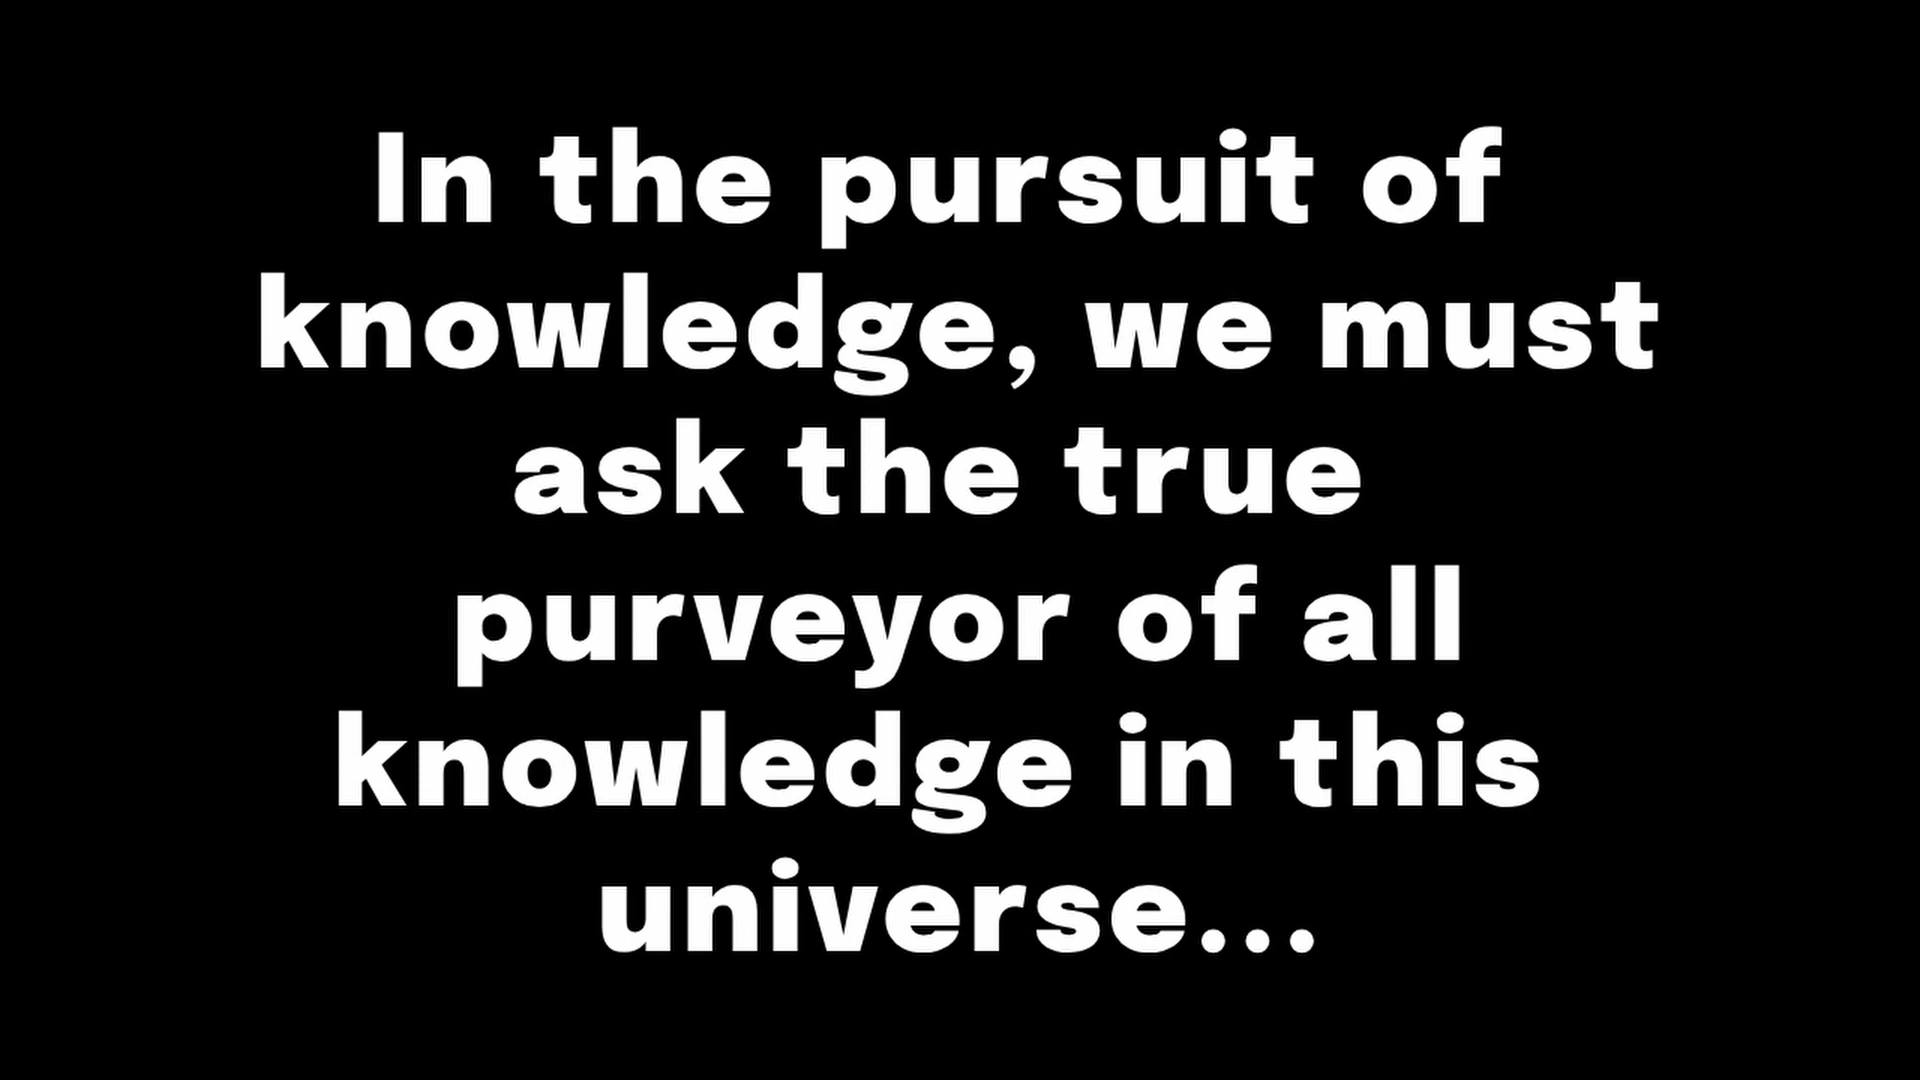 In the pursuit of
knowledge, we must
ask the true
purveyor of all
knowledge in this
universe...